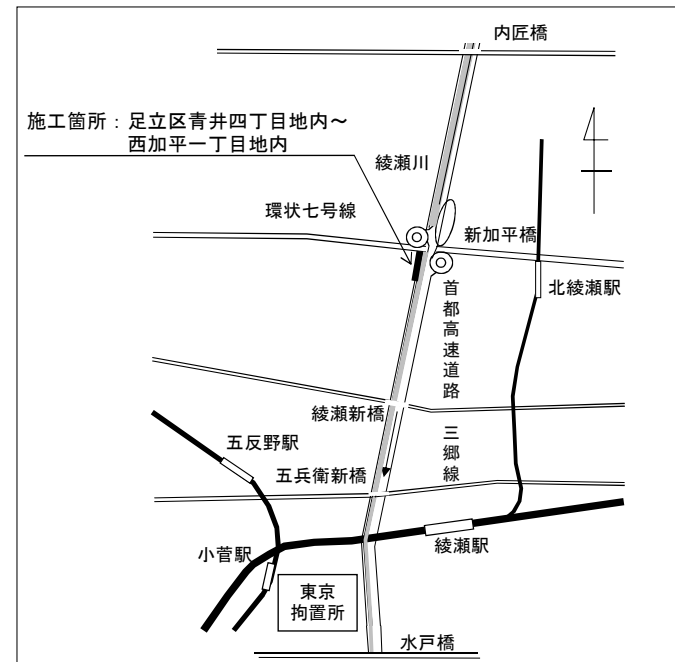 内匠橋
施工箇所：足立区青井四丁目地内～
西加平一丁目地内
綾瀬川
環状七号線
新加平橋
北綾瀬駅
首都高速道路
三郷線
綾瀬新橋
五反野駅
五兵衛新橋
綾瀬駅
小菅駅
東京
拘置所
水戸橋